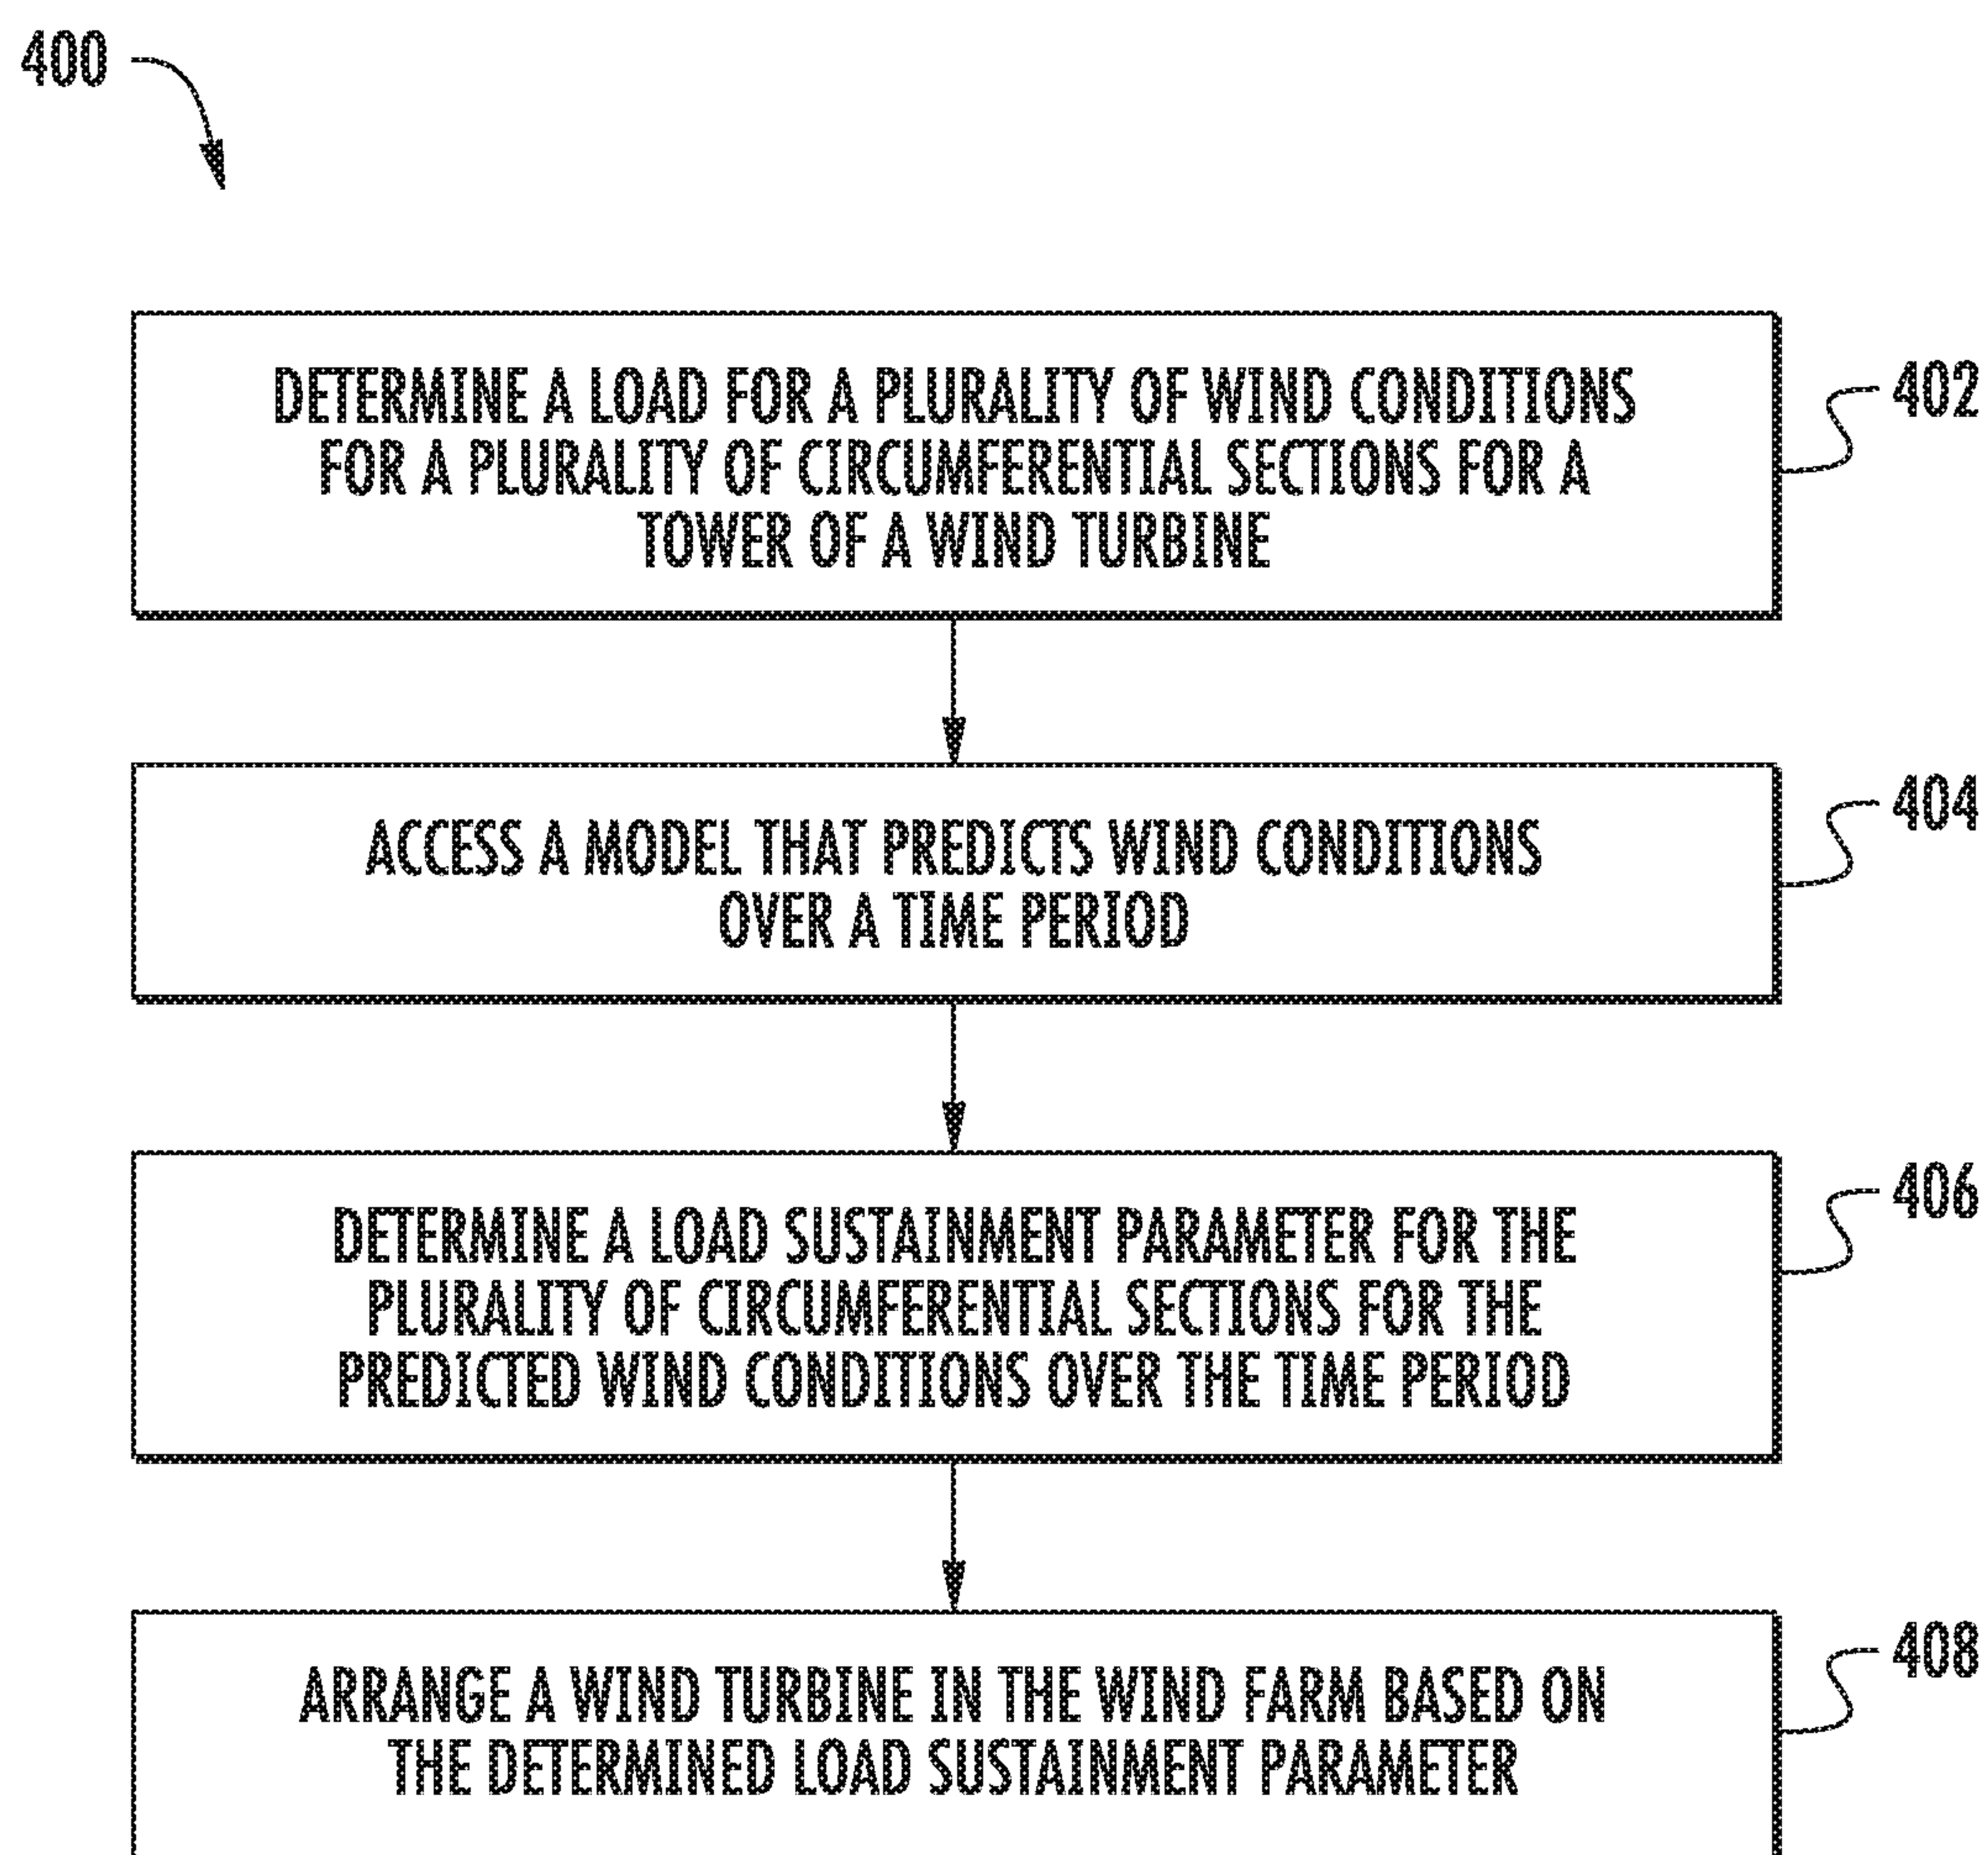 400
DETERMINE A LOAD FOR A PLURALITY OF WIND CONDITIONS
FOR A PLURALITY OF CIRCUMFERENTIAL SECTIONS FOR A
TOWER OF A WIND TURBINE
402
ACCESS A MODEL THAT PREDICTS WIND CONDITIONS
OVER A TIME PERIOD
404
DETERMINE A LOAD SUSTAINMENT PARAMETER FOR THE
PLURALITY OF CIRCUMFERENTIAL SECTIONS FOR THE
PREDICTED WIND CONDITIONS OVER THE TIME PERIOD
406
ARRANGE A WIND TURBINE IN THE WIND FARM BASED ON
THE DETERMINED LOAD SUSTAINMENT PARAMETER
408